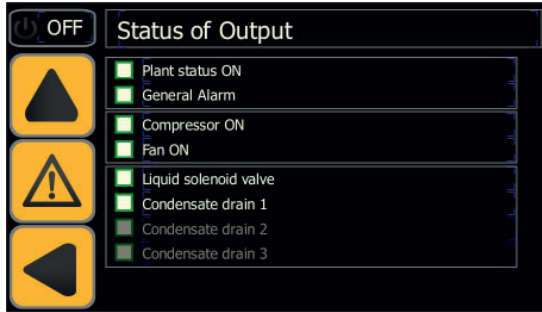 OFF
Status of Output
Plant status ON
General Alarm
Compressor ON
Fan ON
Liquid solenoid valve
Condensate drain 1
Condensate drain 2
Condensate drain 3